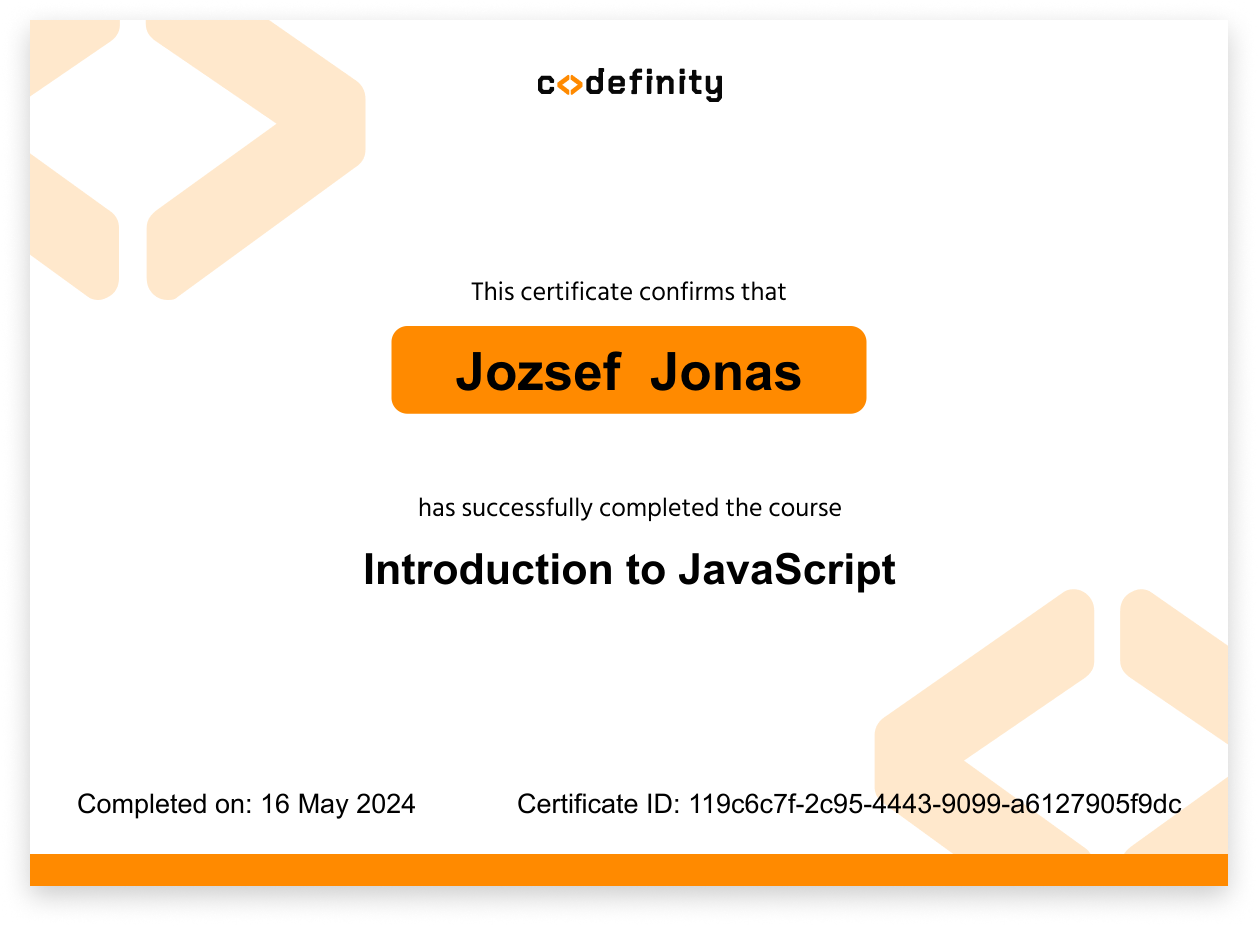 codefinity
This certificate confirms that
Jozsef Jonas
has successfully completed the course
Introduction to JavaScript
Completed on: 16 May 2024
Certificate ID: 119c6c7f-2c95-4443-9099-a6127905f9dc